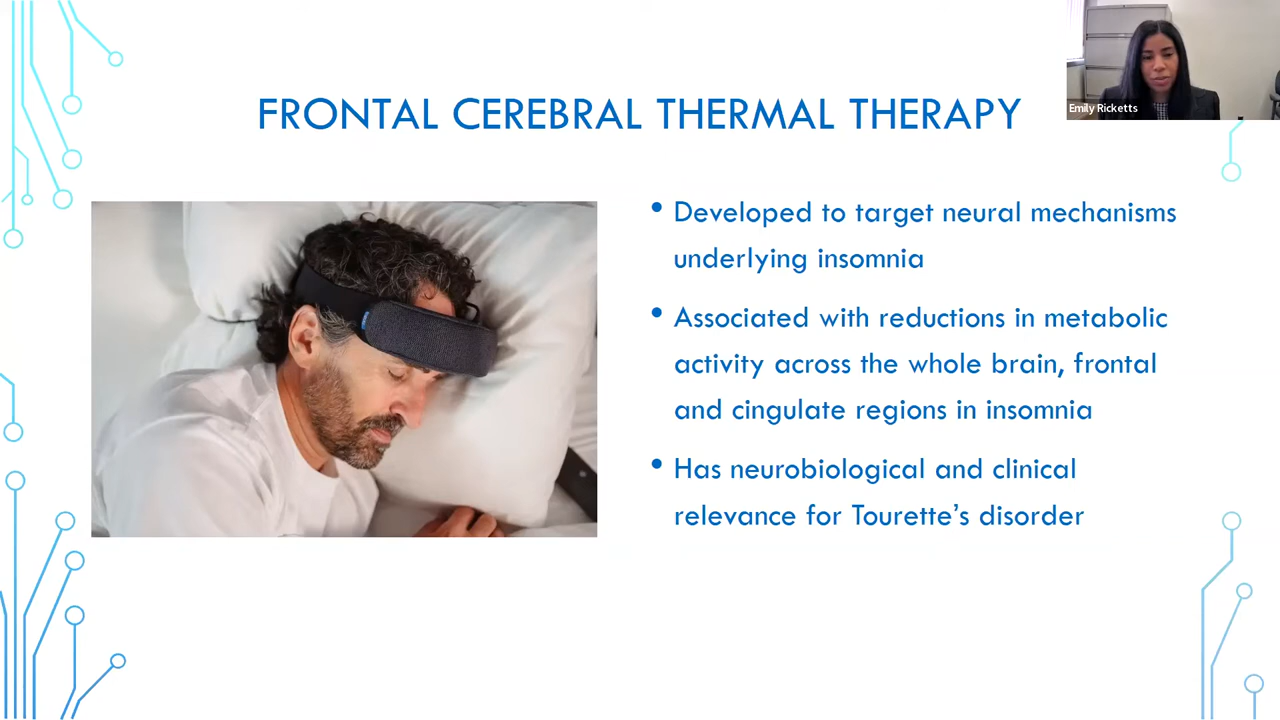 Emily Ricketts
FRONTAL CEREBRAL THERMAL THERAPY
• Developed to target neural mechanisms
underlying insomnia
• Associated with reductions in metabolic
activity across the whole brain, frontal
and cingulate regions in insomnia
• Has neurobiological and clinical
relevance for Tourette’s disorder